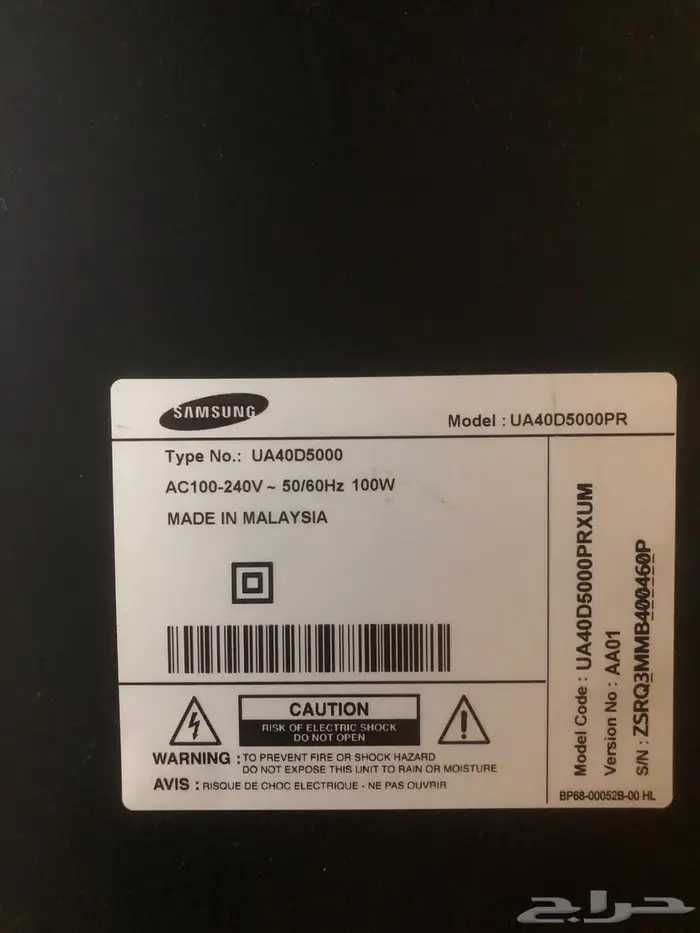 SAMSUNG
Model : UA40D5000PR
Type No.: UA40D5000
AC100-240V ~ 50/60Hz 100W
MADE IN MALAYSIA
CAUTION
RISK OF ELECTRIC SHOCK
DO NOT OPEN
WARNING : TO PREVENT FIRE OR SHOCK HAZARD
DO NOT EXPOSE THIS UNIT TO RAIN OR MOISTURE
AVIS : RISQUE DE CHOC ELECTRIQUE - NE PAS OUVRIR
Model Code : UA40D5000PRXUM
Version No : AA01
S/N : ZSRQ3MMB400460P
BP68-00052B-00 HL
حراج